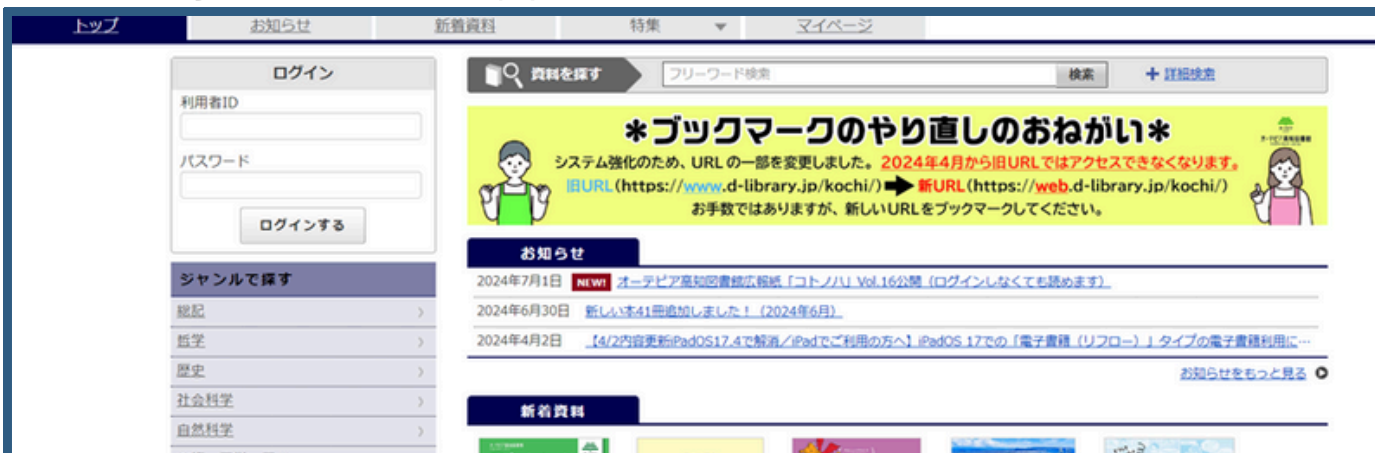 トップ
お知らせ
新着資料
特集
マイページ
ログイン
利用者ID
パスワード
ログインする
ジャンルで探す
総記
哲学
歴史
社会科学
自然科学
資料を探す
フリーワード検索
検索
詳細検索
*ブックマークのやり直しのおねがい*
システム強化のため、URLの一部を変更しました。2024年4月から旧URLではアクセスできなくなります。
旧URL(https://www.d-library.jp/kochi/)➡新URL(https://web.d-library.jp/kochi/)
お手数ではありますが、新しいURLをブックマークしてください。
お知らせ
2024年7月1日 NEW! オーテピア高知図書館広報紙「コトノハ」Vol.16公開(ログインしなくても読めます)
2024年6月30日 新しい本41冊追加しました!(2024年6月)
2024年4月2日 【4/2内容更新iPadOS17.4で解消/iPadでご利用の方へ】iPadOS 17での「電子書籍(リフロー)」タイプの電子書籍利用に…
お知らせをもっと見る
新着資料